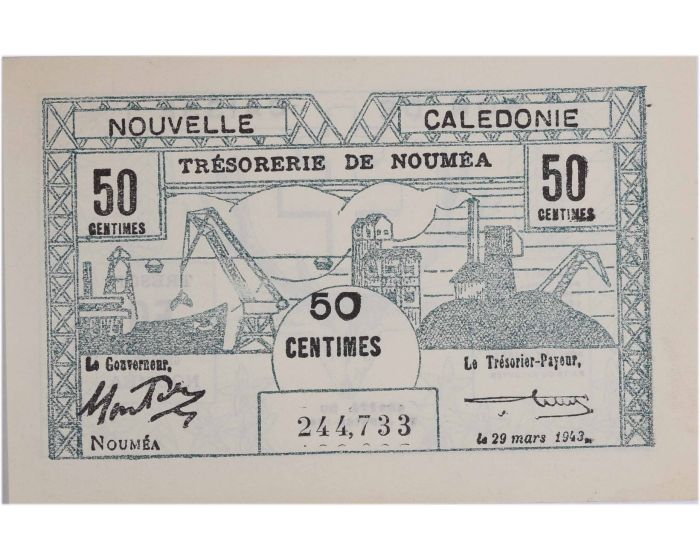 NOUVELLE CALEDONIE
TRÉSORERIE DE NOUMÉA
50 CENTIMES
50 CENTIMES
50 CENTIMES
Le Gouverneur,
Le Trésorier-Payeur,
244,733
NOUMÉA
le 29 mars 1943